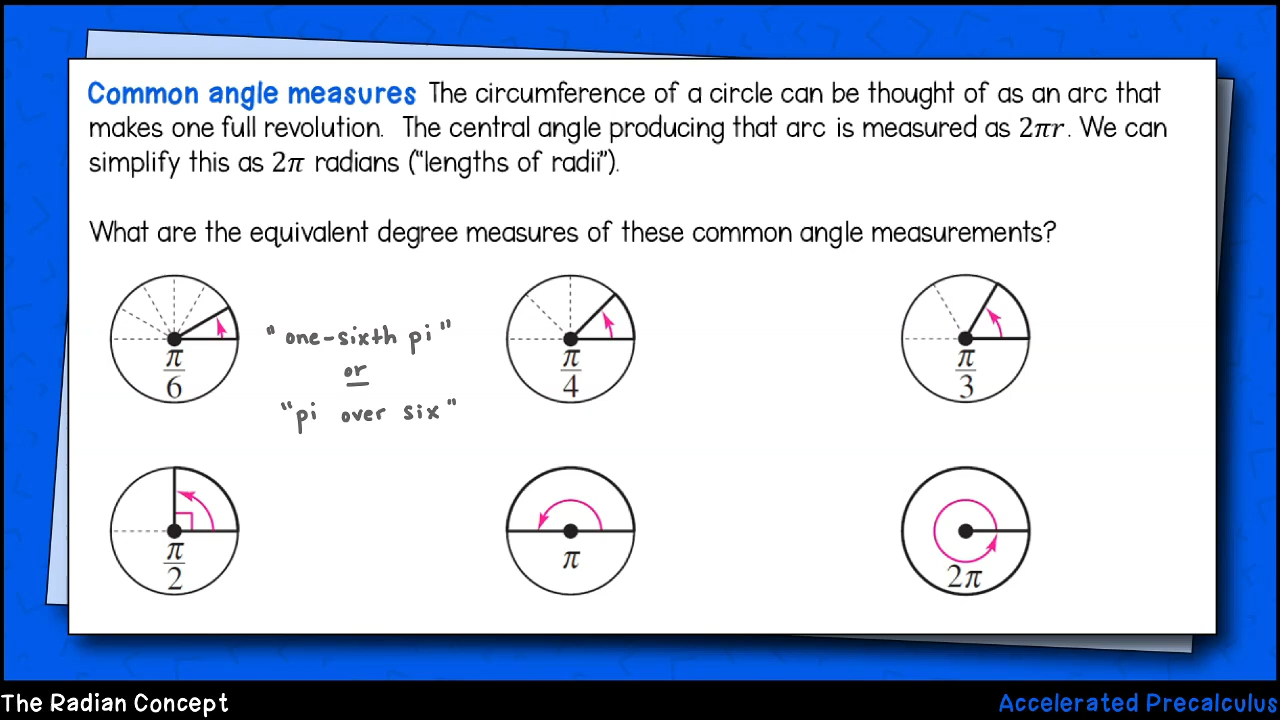 Common angle measures The circumference of a circle can be thought of as an arc that
makes one full revolution. The central angle producing that arc is measured as 2πr. We can
simplify this as 2π radians ("lengths of radii").
What are the equivalent degree measures of these common angle measurements?
π/6
"one-sixth pi"
or
"pi over six"
π/4
π/3
π/2
π
2π
The Radian Concept
Accelerated Precalculus